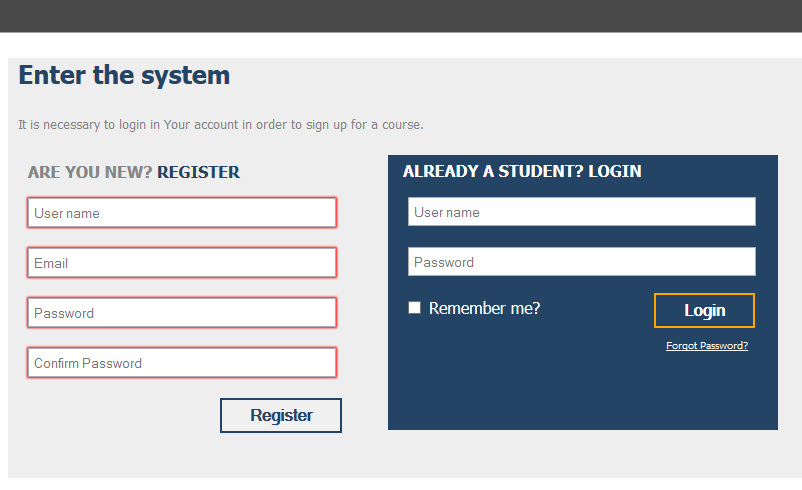 Enter the system
It is necessary to login in Your account in order to sign up for a course.
ARE YOU NEW? REGISTER
User name
Email
Password
Confirm Password
Register
ALREADY A STUDENT? LOGIN
User name
Password
Remember me?
Login
Forgot Password?